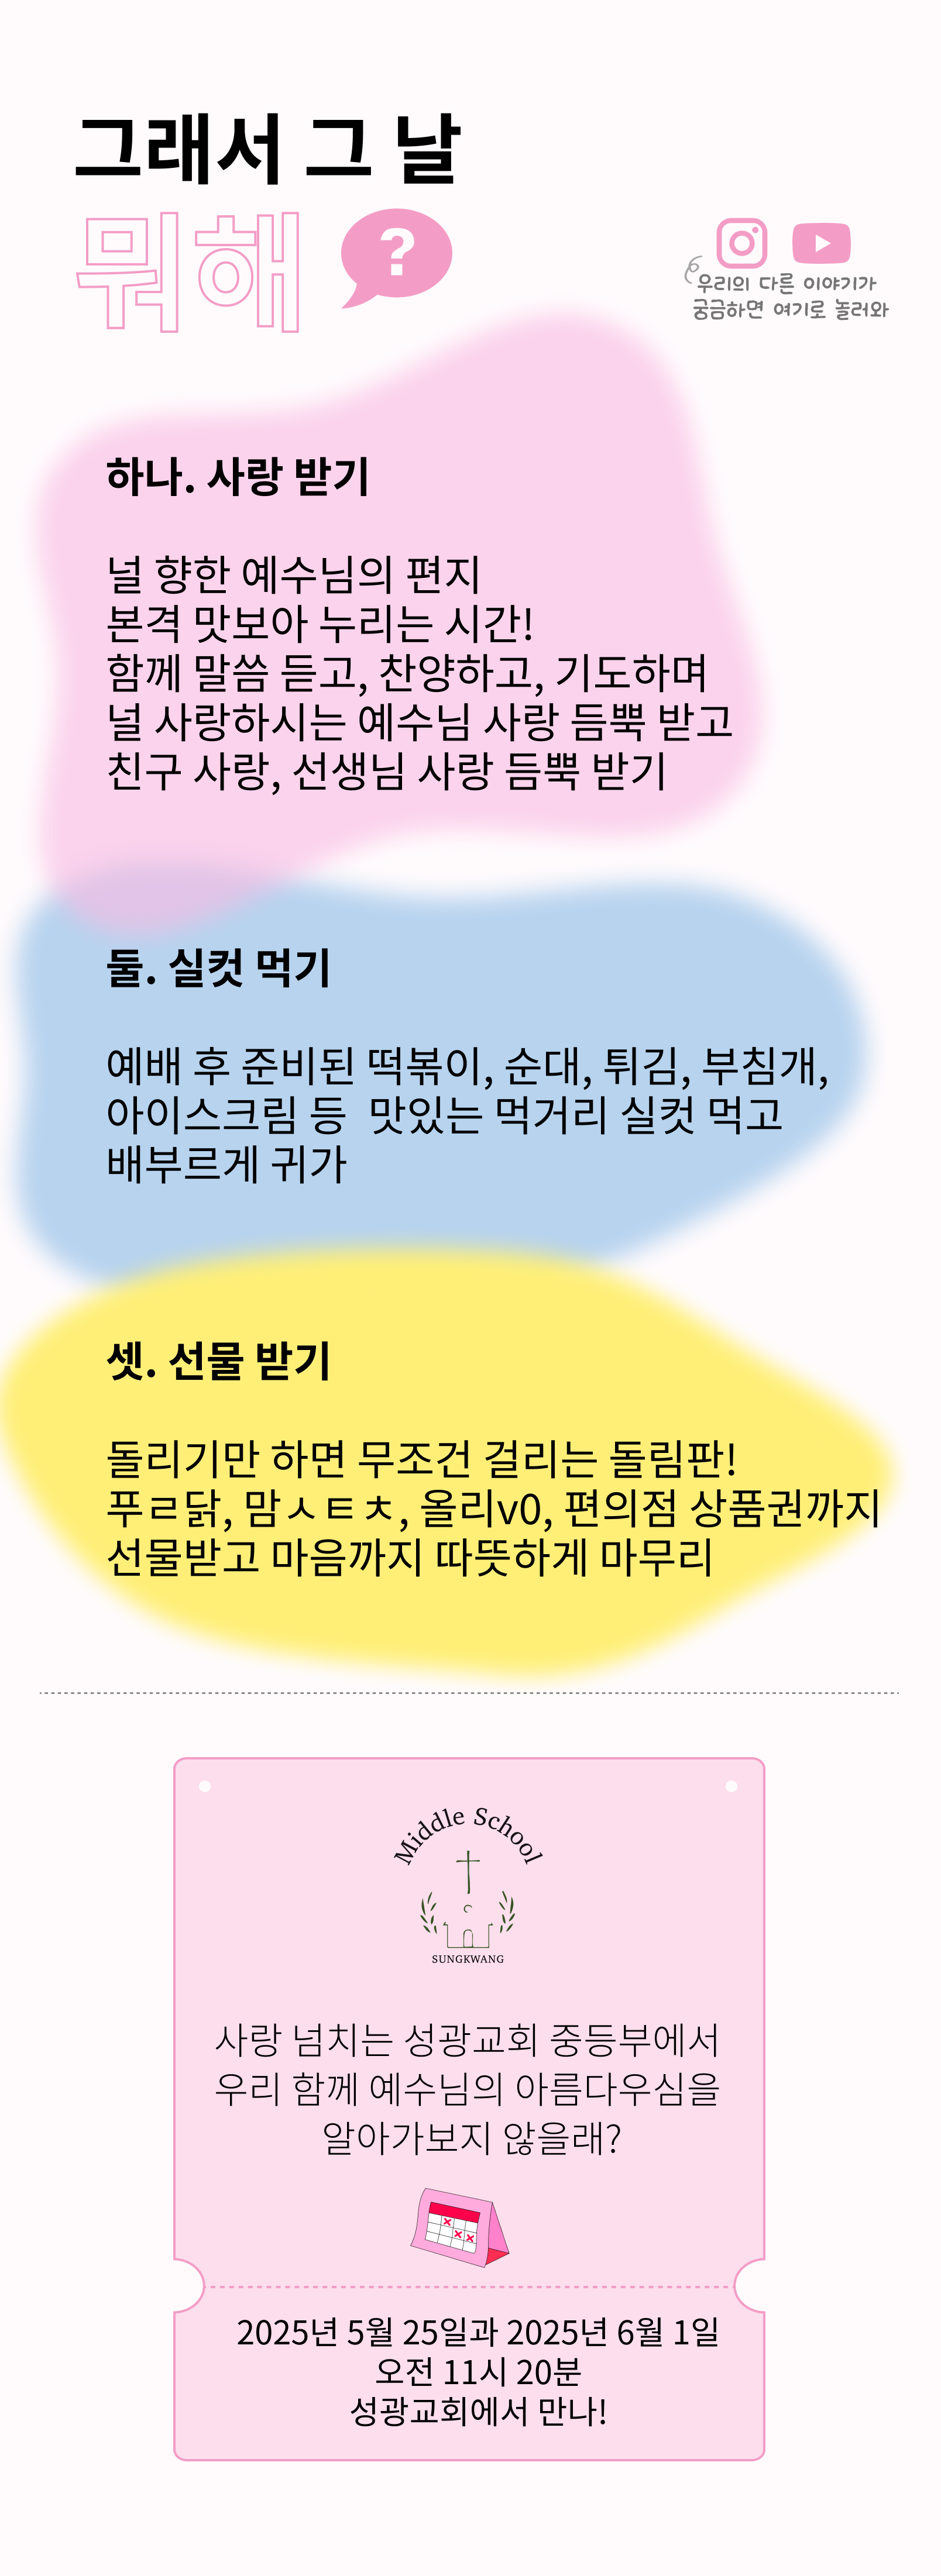 그래서 그 날
뭐해 ?
우리의 다른 이야기가
궁금하면 여기로 놀러와
하나. 사랑 받기
널 향한 예수님의 편지
본격 맛보아 누리는 시간!
함께 말씀 듣고, 찬양하고, 기도하며
널 사랑하시는 예수님 사랑 듬뿍 받고
친구 사랑, 선생님 사랑 듬뿍 받기
둘. 실컷 먹기
예배 후 준비된 떡볶이, 순대, 튀김, 부침개,
아이스크림 등 맛있는 먹거리 실컷 먹고
배부르게 귀가
셋. 선물 받기
돌리기만 하면 무조건 걸리는 돌림판!
푸ㄹ닭, 맘ㅅㅌㅊ, 올리v0, 편의점 상품권까지
선물받고 마음까지 따뜻하게 마무리
Middle School
SUNGKWANG
사랑 넘치는 성광교회 중등부에서
우리 함께 예수님의 아름다우심을
알아가보지 않을래?
2025년 5월 25일과 2025년 6월 1일
오전 11시 20분
성광교회에서 만나!